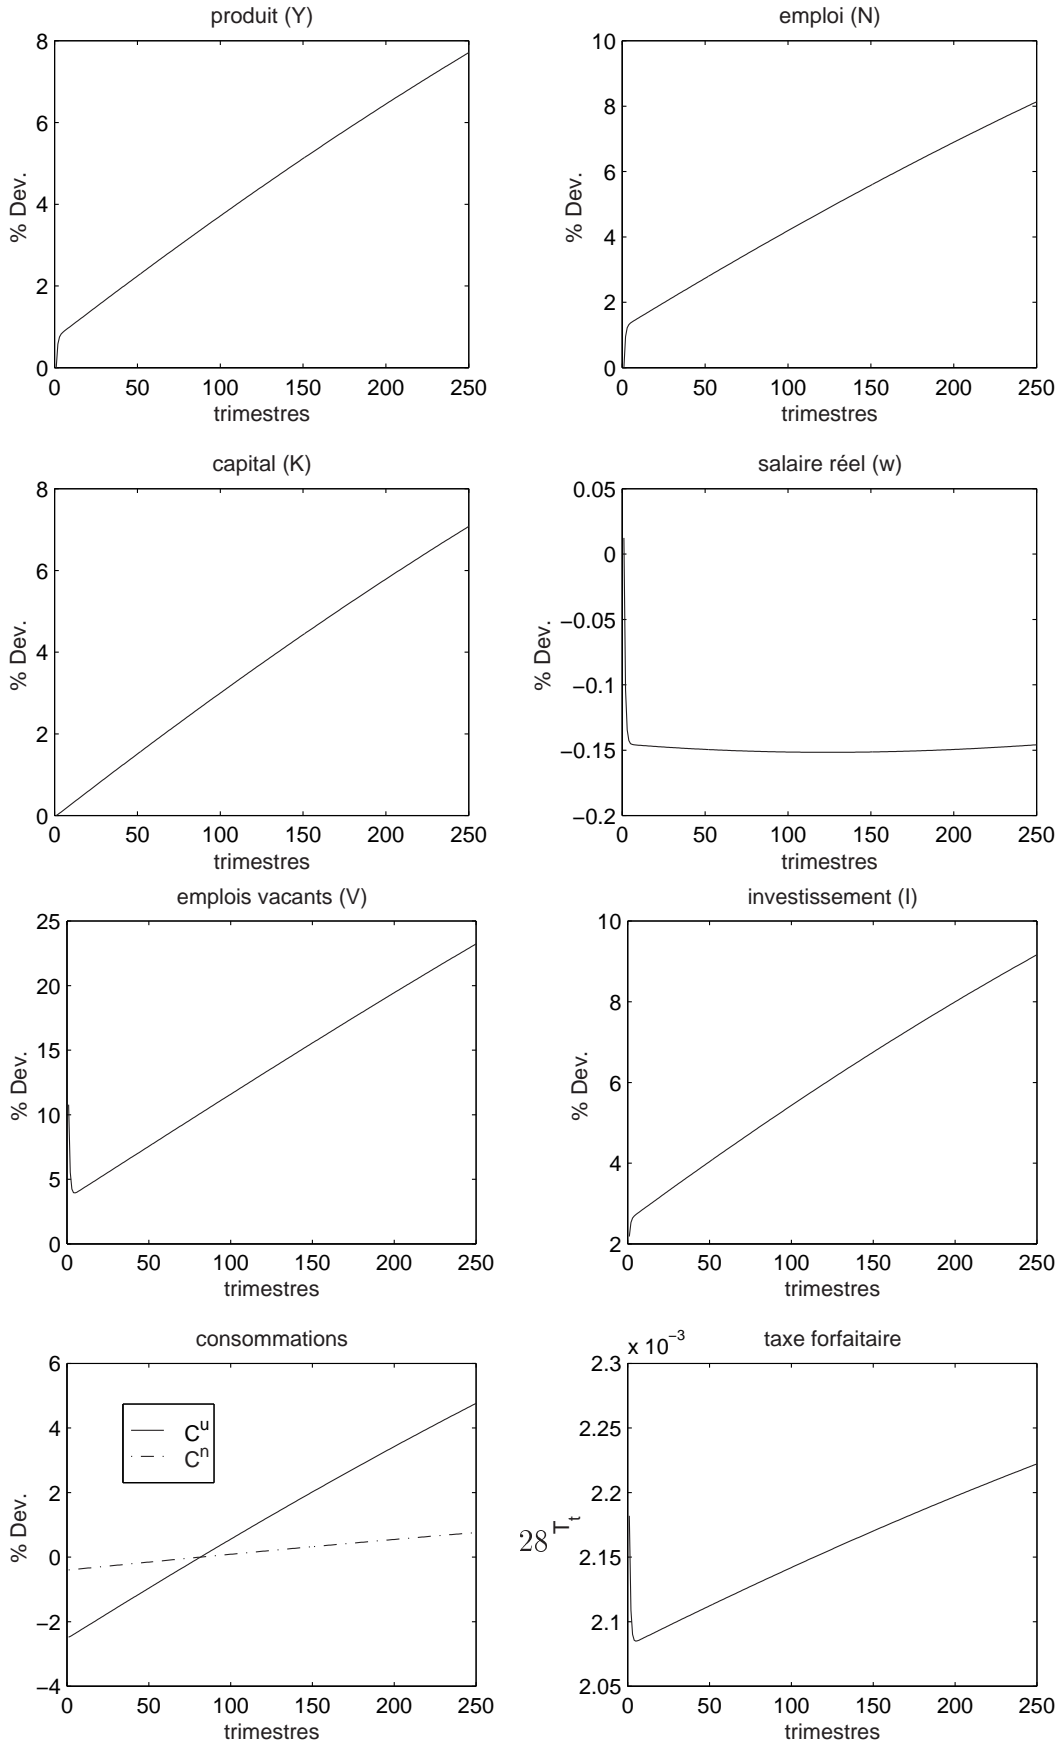 produit (Y)
8
6
4
2
0
% Dev.
0 50 100 150 200 250
trimestres
emploi (N)
10
8
6
4
2
0
% Dev.
0 50 100 150 200 250
trimestres
capital (K)
8
6
4
2
0
% Dev.
0 50 100 150 200 250
trimestres
salaire réel (w)
0.05
0
−0.05
−0.1
−0.15
−0.2
% Dev.
0 50 100 150 200 250
trimestres
emplois vacants (V)
25
20
15
10
5
0
% Dev.
0 50 100 150 200 250
trimestres
investissement (I)
10
8
6
4
2
% Dev.
0 50 100 150 200 250
trimestres
consommations
6
4
2
0
−2
−4
% Dev.
C^u
C^n
0 50 100 150 200 250
trimestres
taxe forfaitaire
x 10^−3
2.3
2.25
2.2
2.15
2.1
2.05
T_t
0 50 100 150 200 250
trimestres
28